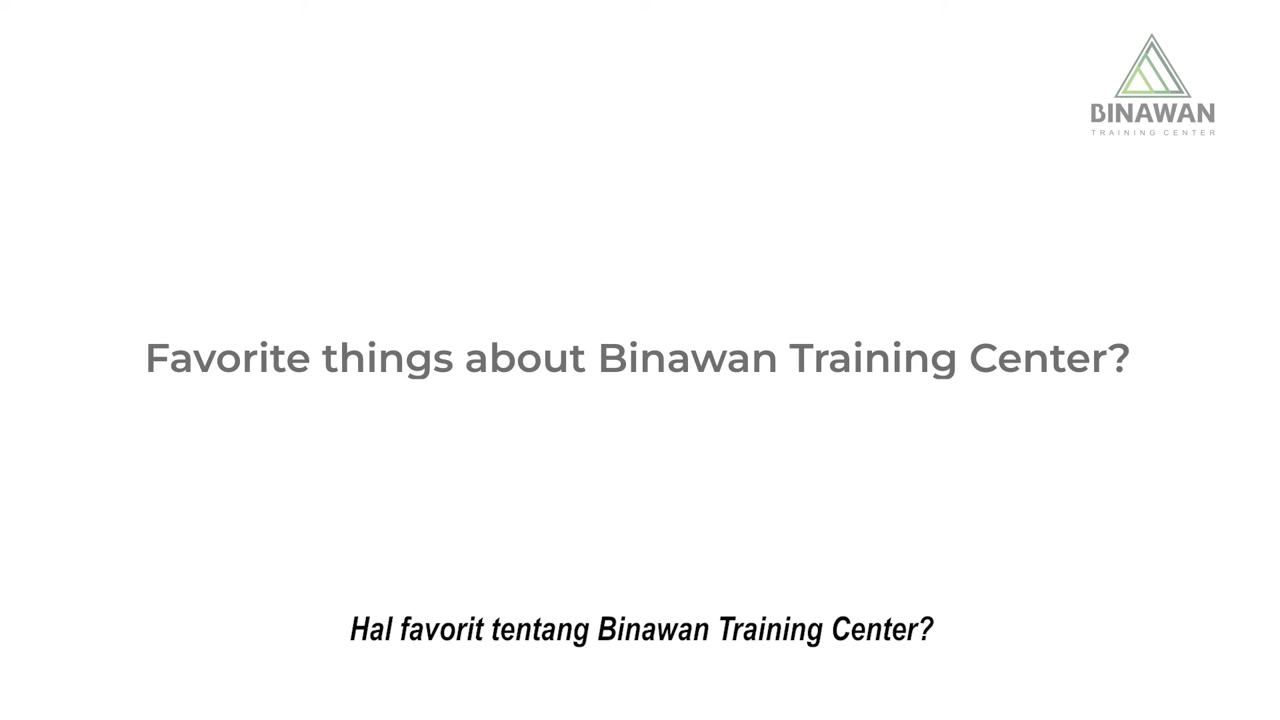 BINAWAN
TRAINING CENTER
Favorite things about Binawan Training Center?
Hal favorit tentang Binawan Training Center?